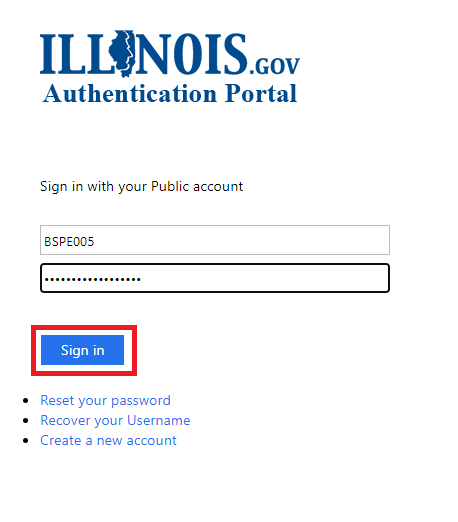 ILLINOIS.GOV
Authentication Portal
Sign in with your Public account
BSPE005
••••••••••••••••••
Sign in
Reset your password
Recover your Username
Create a new account